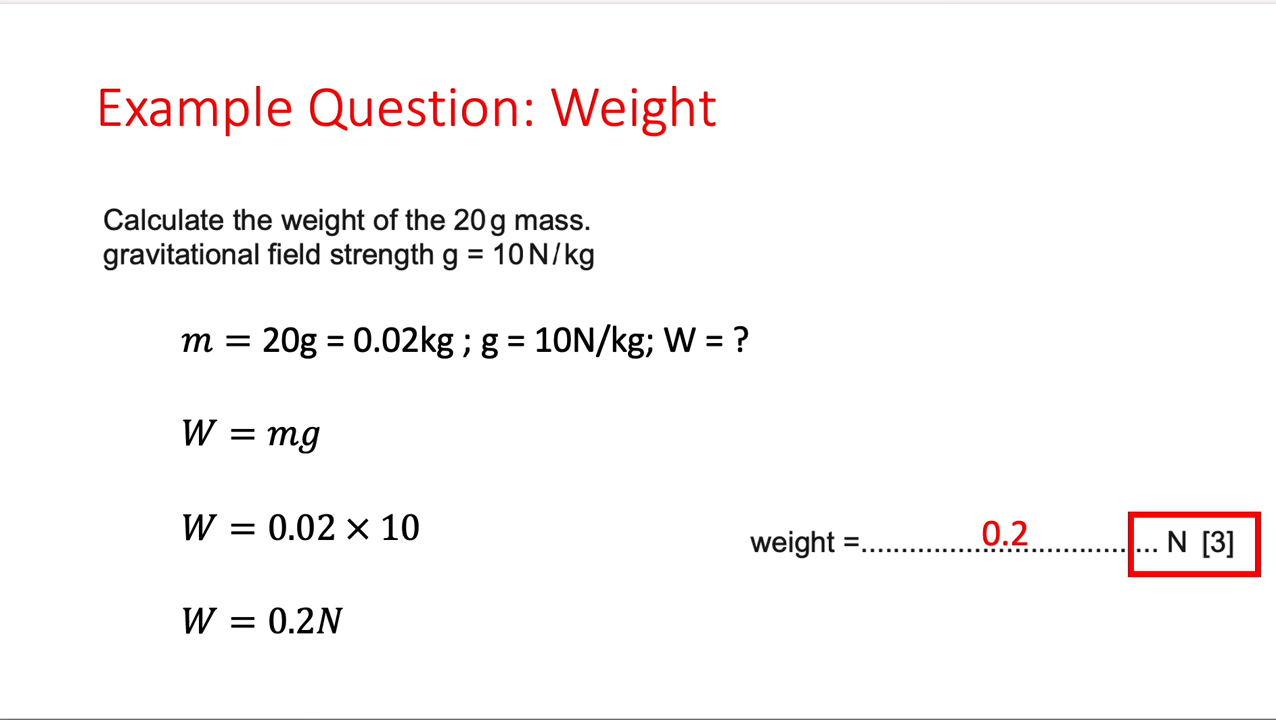 Example Question: Weight
Calculate the weight of the 20 g mass.
gravitational field strength g = 10 N/kg
m = 20g = 0.02kg ; g = 10N/kg; W = ?
W = mg
W = 0.02 × 10
weight =..................0.2.................. N [3]
W = 0.2N